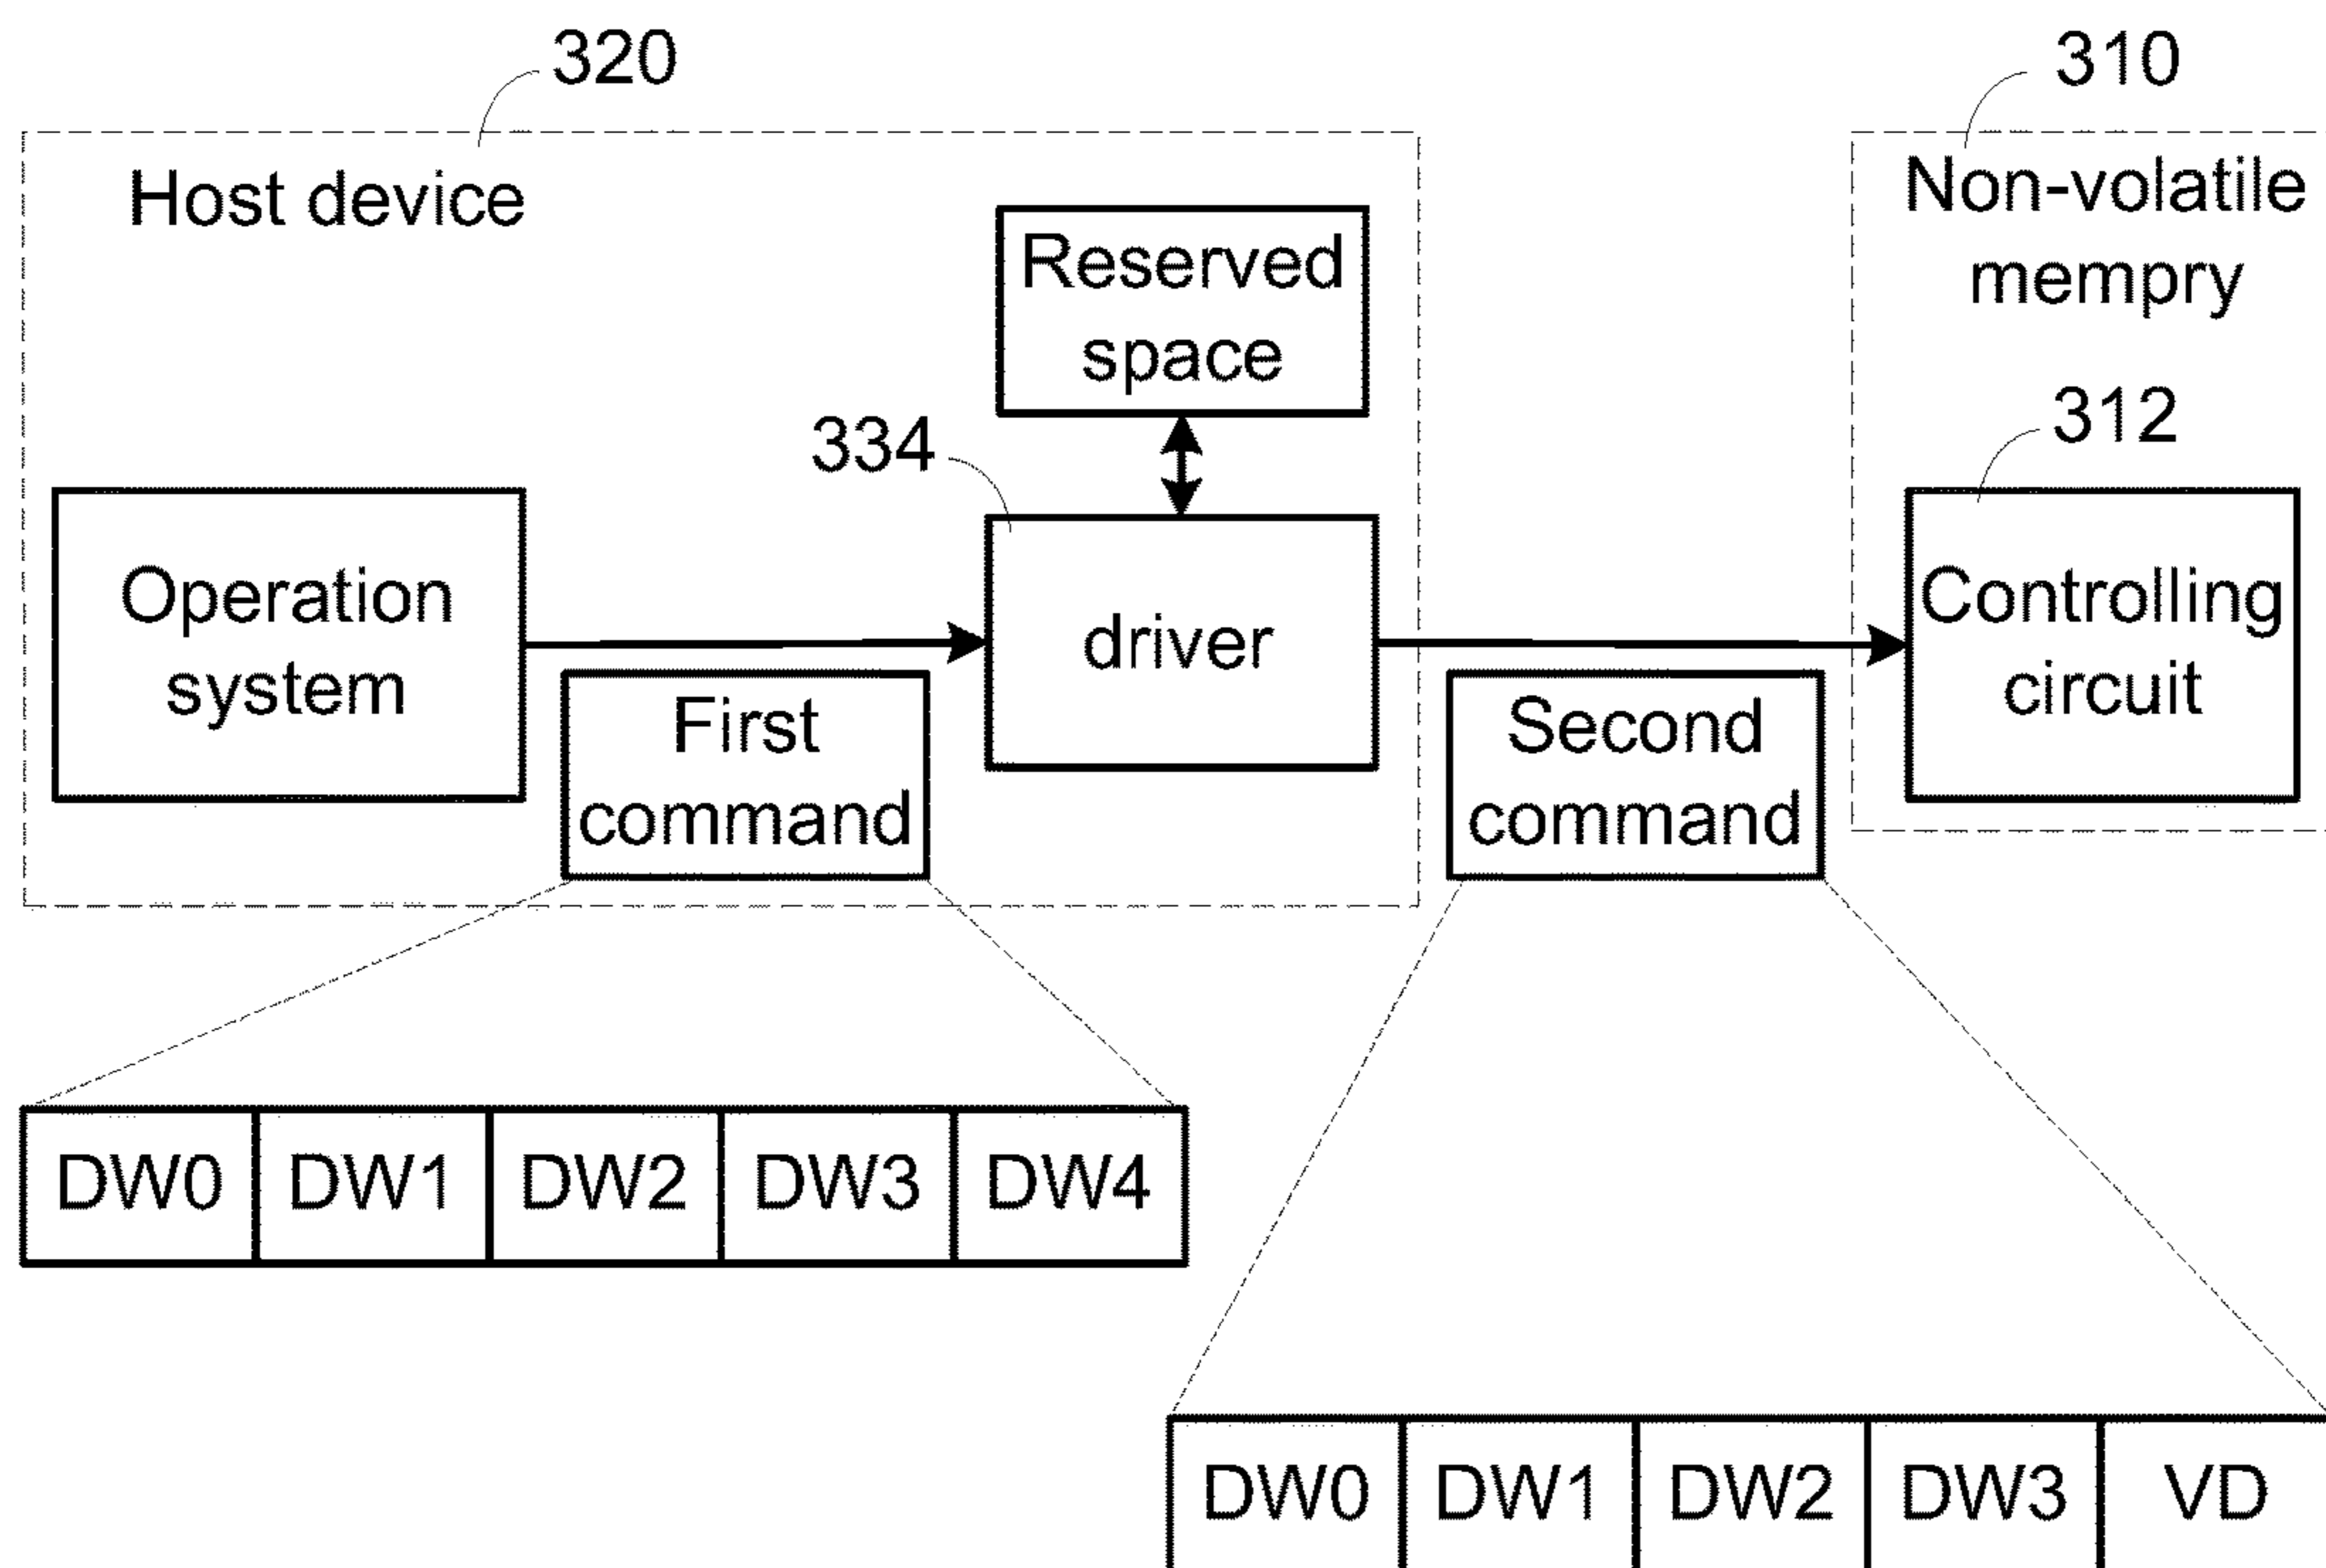 320
310
Host device
Non-volatile
mempry
Reserved
space
334
312
Operation
system
driver
Controlling
circuit
First
command
Second
command
DW0 DW1 DW2 DW3 DW4
DW0 DW1 DW2 DW3 VD